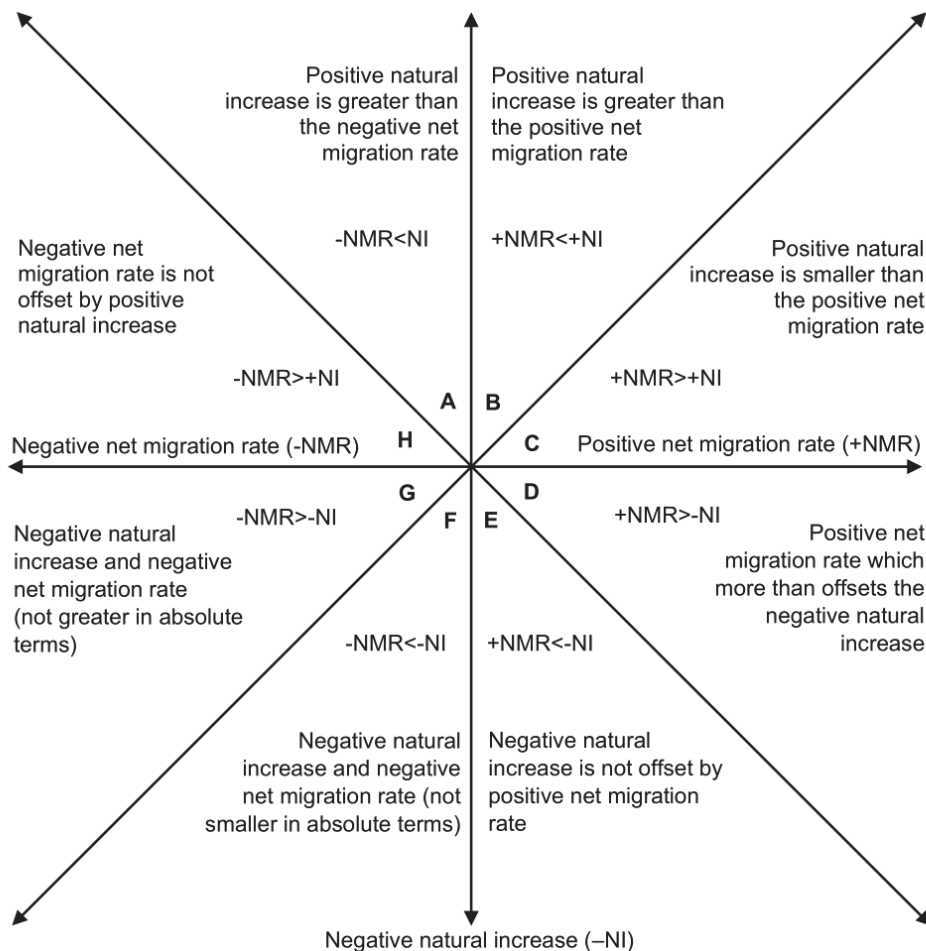 Positive natural
increase is greater than
the negative net
migration rate
Positive natural
increase is greater than
the positive net
migration rate
-NMR<NI
+NMR<+NI
Negative net
migration rate is not
offset by positive
natural increase
Positive natural
increase is smaller than
the positive net
migration rate
-NMR>+NI
+NMR>+NI
A
B
H
C
Negative net migration rate (-NMR)
Positive net migration rate (+NMR)
G
D
F
E
-NMR>-NI
+NMR>-NI
Negative natural
increase and negative
net migration rate
(not greater in absolute
terms)
Positive net
migration rate which
more than offsets the
negative natural
increase
-NMR<-NI
+NMR<-NI
Negative natural
increase and negative
net migration rate (not
smaller in absolute terms)
Negative natural
increase is not offset by
positive net migration
rate
Negative natural increase (–NI)